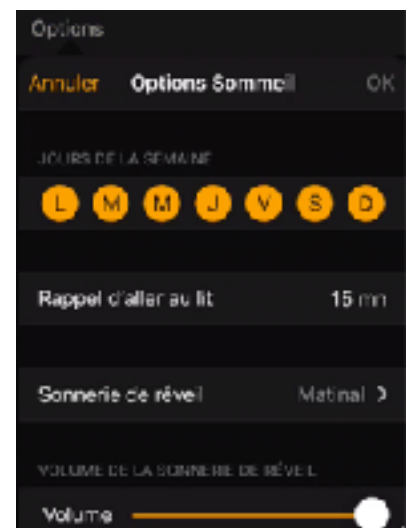 Options
Annuler Options Sommeil OK
JOURS DE LA SEMAINE
L M M J V S D
Rappel d'aller au lit 15 mn
Sonnerie de réveil Matinal >
VOLUME DE LA SONNERIE DE RÉVEIL
Volume